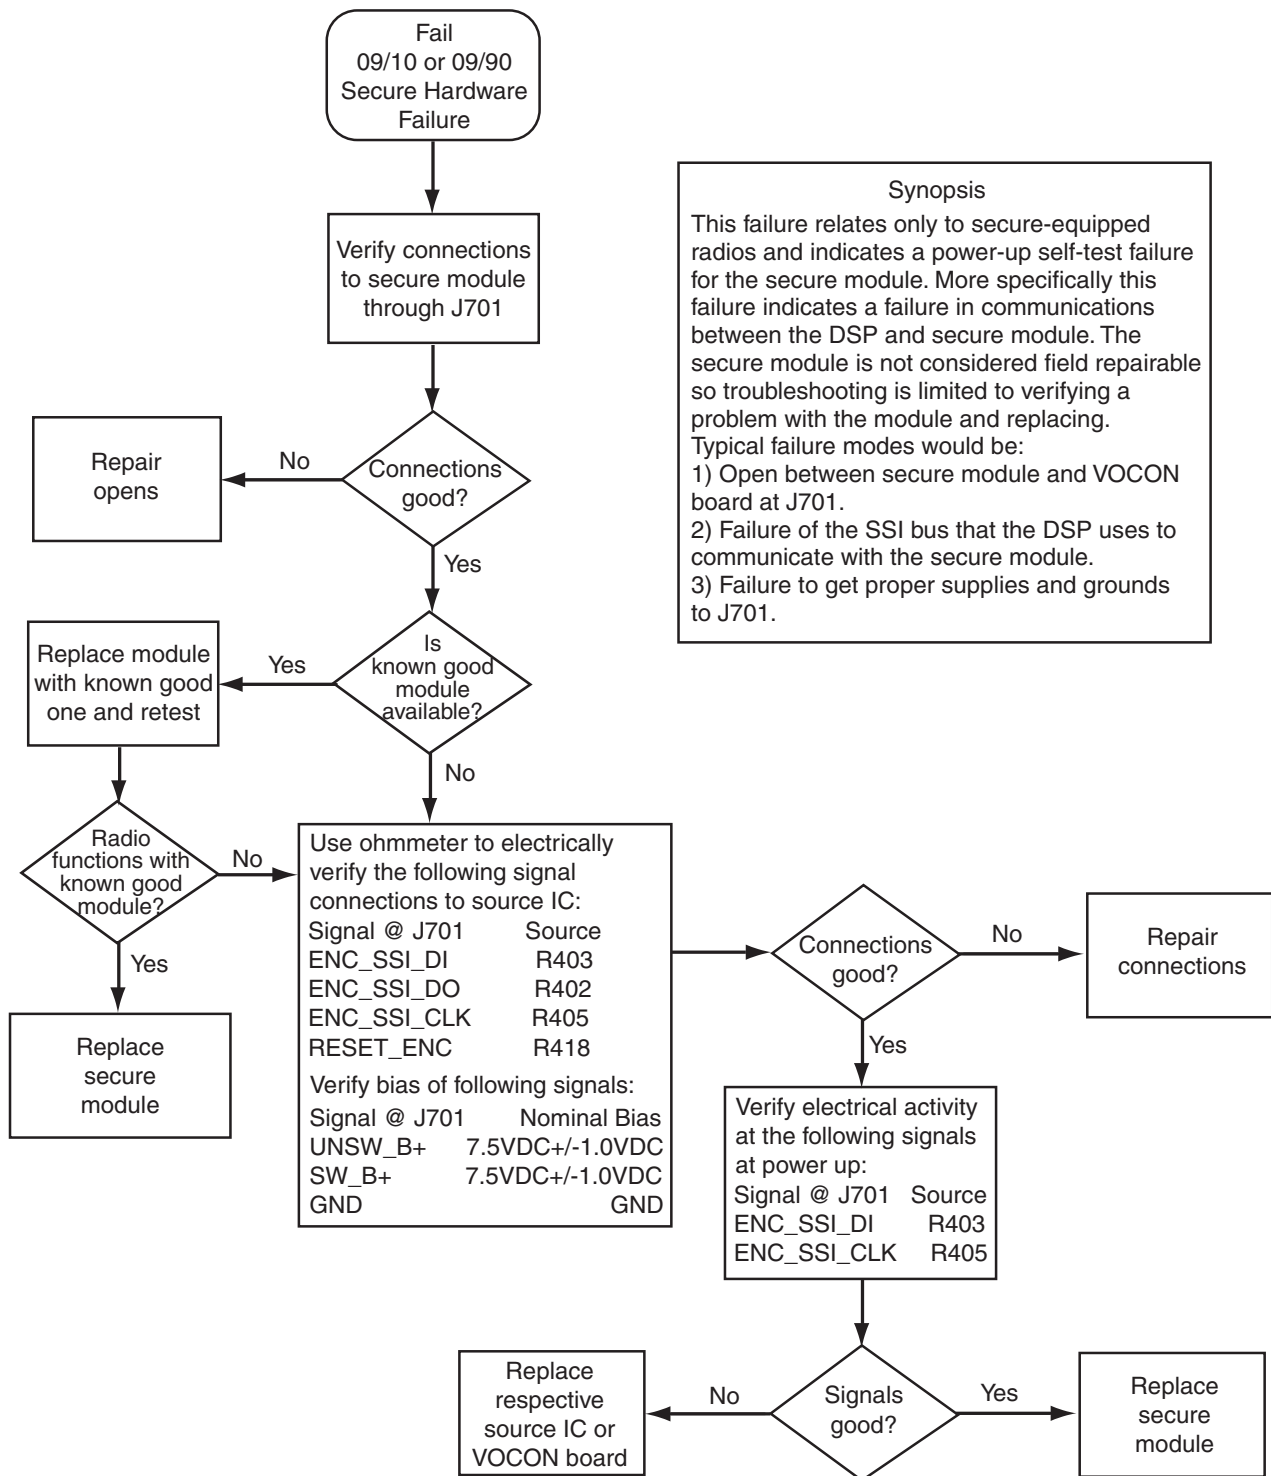 Fail
09/10 or 09/90
Secure Hardware
Failure
Verify connections
to secure module
through J701
Synopsis
This failure relates only to secure-equipped
radios and indicates a power-up self-test failure
for the secure module. More specifically this
failure indicates a failure in communications
between the DSP and secure module. The
secure module is not considered field repairable
so troubleshooting is limited to verifying a
problem with the module and replacing.
Typical failure modes would be:
1) Open between secure module and VOCON
board at J701.
2) Failure of the SSI bus that the DSP uses to
communicate with the secure module.
3) Failure to get proper supplies and grounds
to J701.
Connections
good?
No
Repair
opens
Yes
Is
known good
module
available?
Yes
Replace module
with known good
one and retest
No
Radio
functions with
known good
module?
No
Yes
Replace
secure
module
Use ohmmeter to electrically
verify the following signal
connections to source IC:
Signal @ J701 Source
ENC_SSI_DI R403
ENC_SSI_DO R402
ENC_SSI_CLK R405
RESET_ENC R418
Verify bias of following signals:
Signal @ J701 Nominal Bias
UNSW_B+ 7.5VDC+/-1.0VDC
SW_B+ 7.5VDC+/-1.0VDC
GND GND
Connections
good?
No
Repair
connections
Yes
Verify electrical activity
at the following signals
at power up:
Signal @ J701 Source
ENC_SSI_DI R403
ENC_SSI_CLK R405
Signals
good?
No
Replace
respective
source IC or
VOCON board
Yes
Replace
secure
module